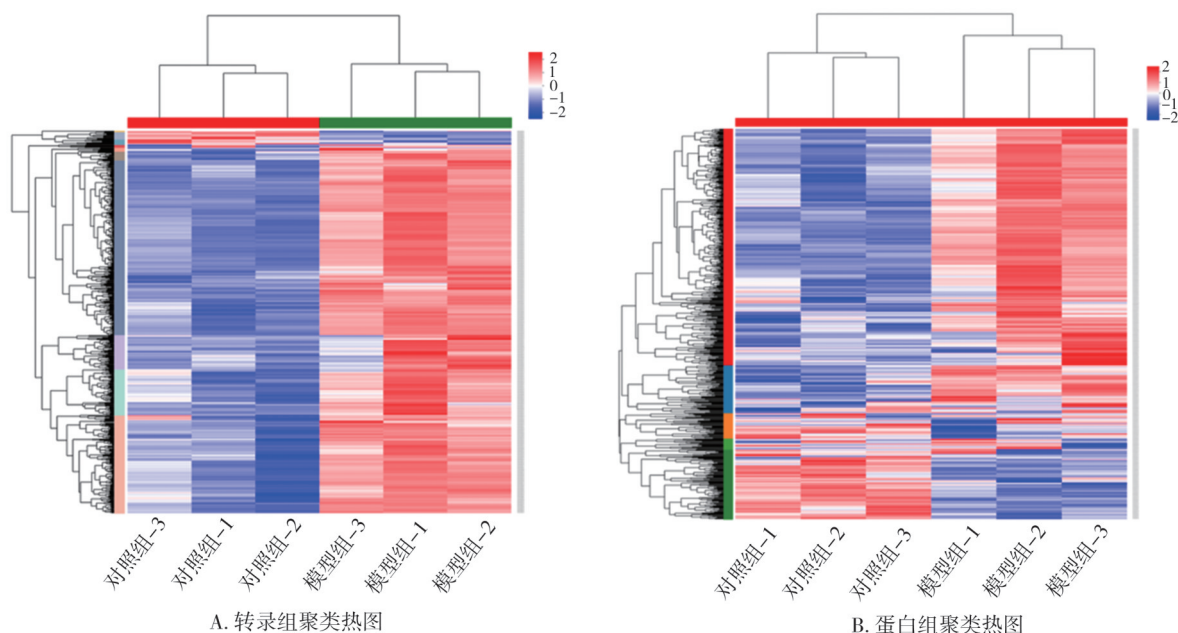 2
1
0
-1
-2
2
1
0
-1
-2
对照组-3
对照组-1
对照组-2
模型组-3
模型组-1
模型组-2
对照组-1
对照组-2
对照组-3
模型组-1
模型组-2
模型组-3
A. 转录组聚类热图
B. 蛋白组聚类热图